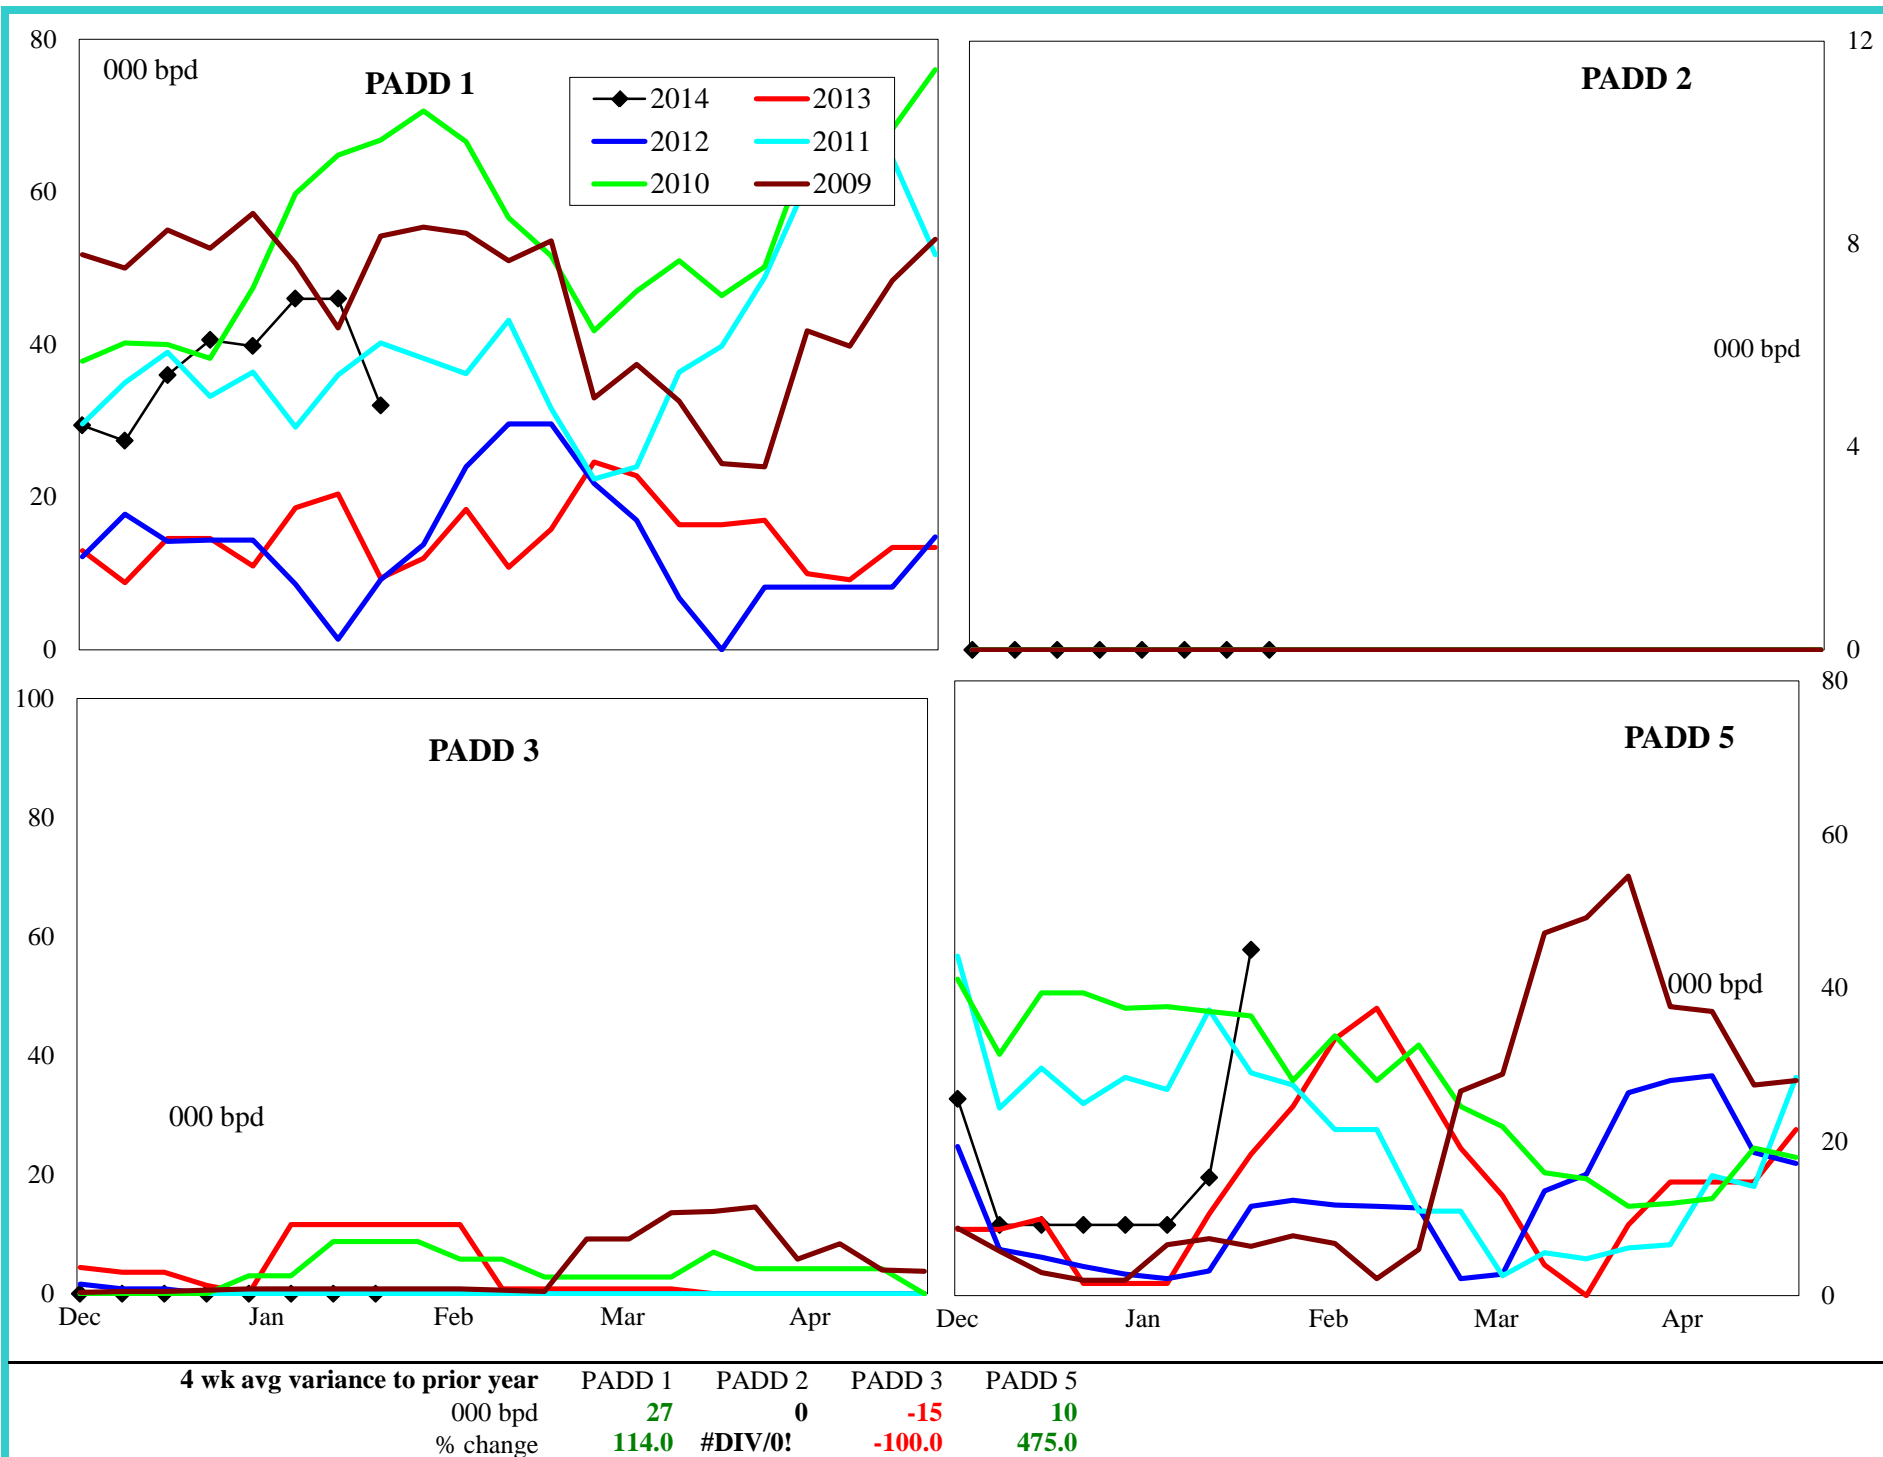 80
60
40
20
0
000 bpd
PADD 1
2014 2013
2012 2011
2010 2009
PADD 2
12
8
4
0
000 bpd
100
80
60
40
20
0
PADD 3
000 bpd
Dec Jan Feb Mar Apr
PADD 5
80
60
40
20
0
000 bpd
Dec Jan Feb Mar Apr
4 wk avg variance to prior year PADD 1 PADD 2 PADD 3 PADD 5
000 bpd 27 0 -15 10
% change 114.0 #DIV/0! -100.0 475.0